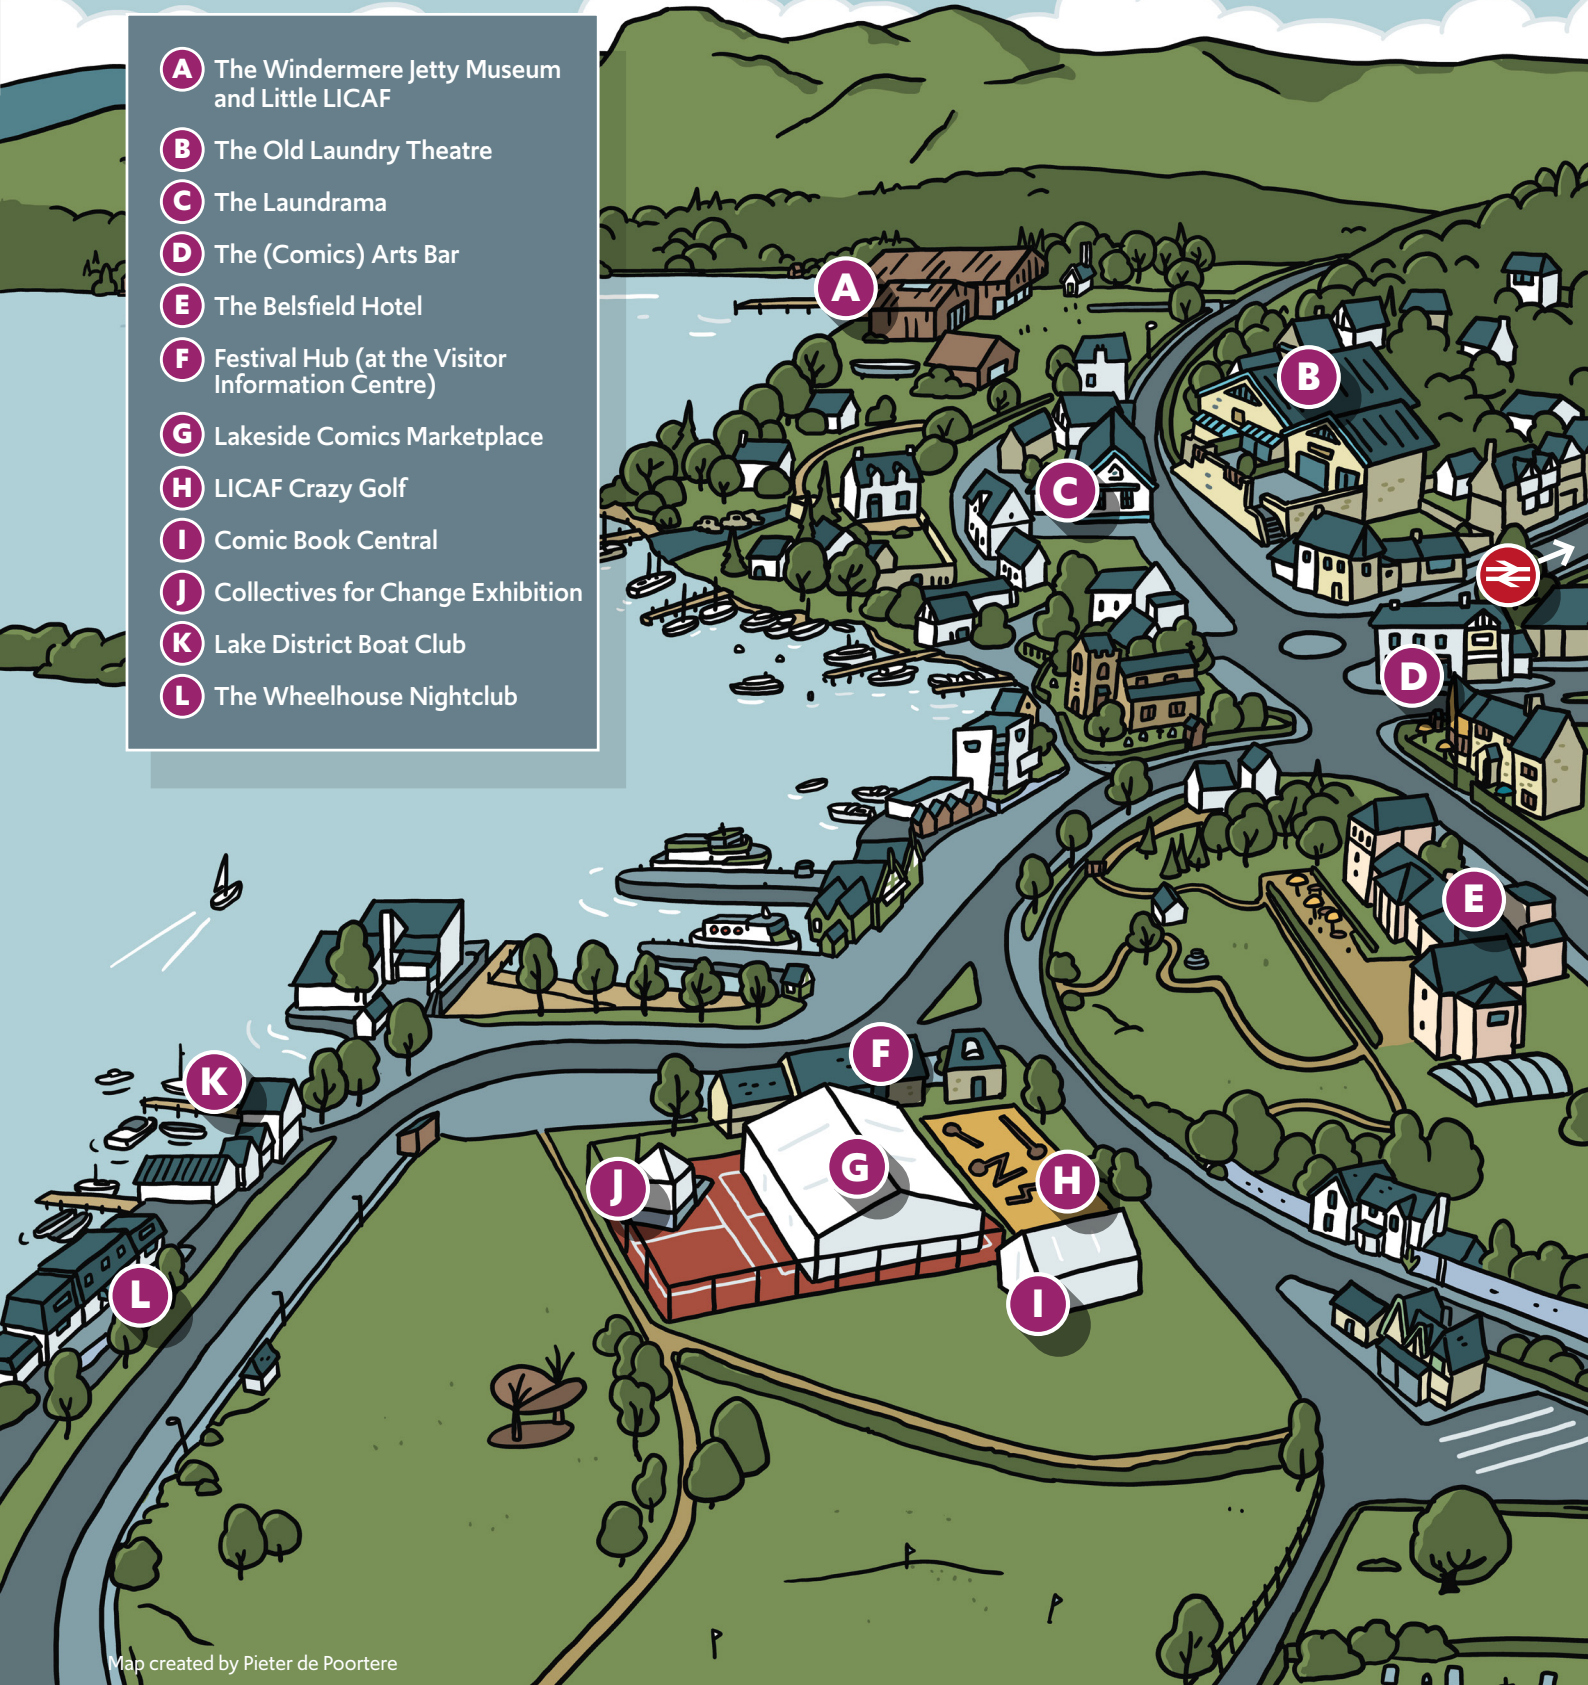 A The Windermere Jetty Museum
and Little LICAF
B The Old Laundry Theatre
C The Laundrama
D The (Comics) Arts Bar
E The Belsfield Hotel
F Festival Hub (at the Visitor
Information Centre)
G Lakeside Comics Marketplace
H LICAF Crazy Golf
I Comic Book Central
J Collectives for Change Exhibition
K Lake District Boat Club
L The Wheelhouse Nightclub
A
B
C
D
E
F
G
H
I
J
K
L
Map created by Pieter de Poortere